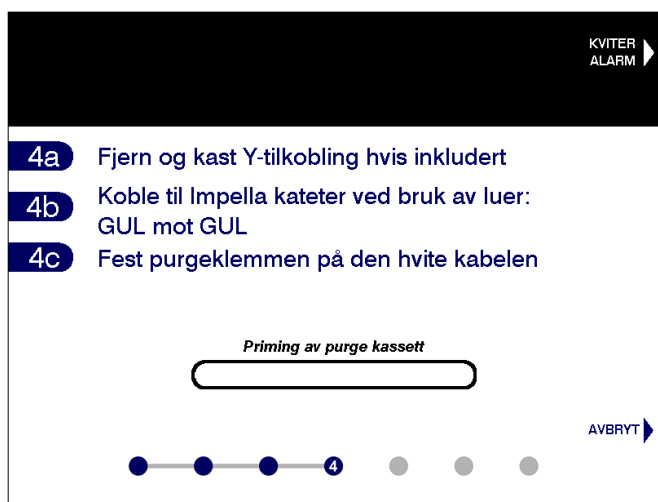 KVITER
ALARM
4a Fjern og kast Y-tilkobling hvis inkludert
4b Koble til Impella kateter ved bruk av luer:
GUL mot GUL
4c Fest purgeklemmen på den hvite kabelen
Priming av purge kassett
AVBRYT
4